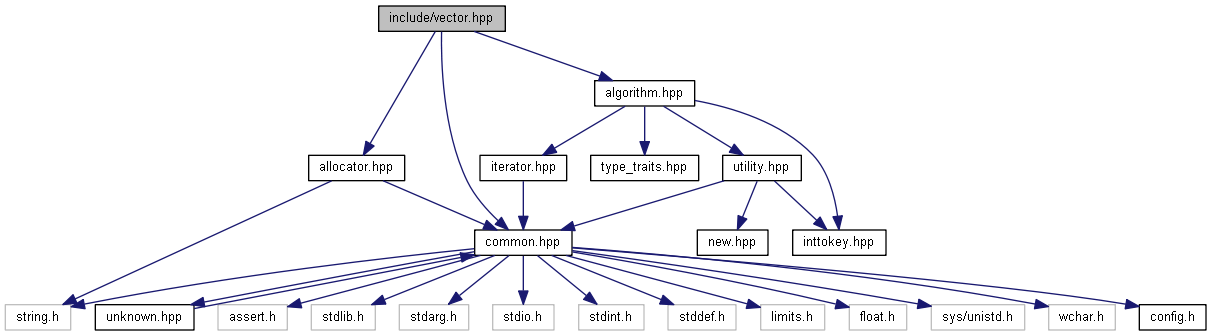 include/vector.hpp
algorithm.hpp
allocator.hpp
iterator.hpp
type_traits.hpp
utility.hpp
common.hpp
new.hpp
inttokey.hpp
string.h
unknown.hpp
assert.h
stdlib.h
stdarg.h
stdio.h
stdint.h
stddef.h
limits.h
float.h
sys/unistd.h
wchar.h
config.h